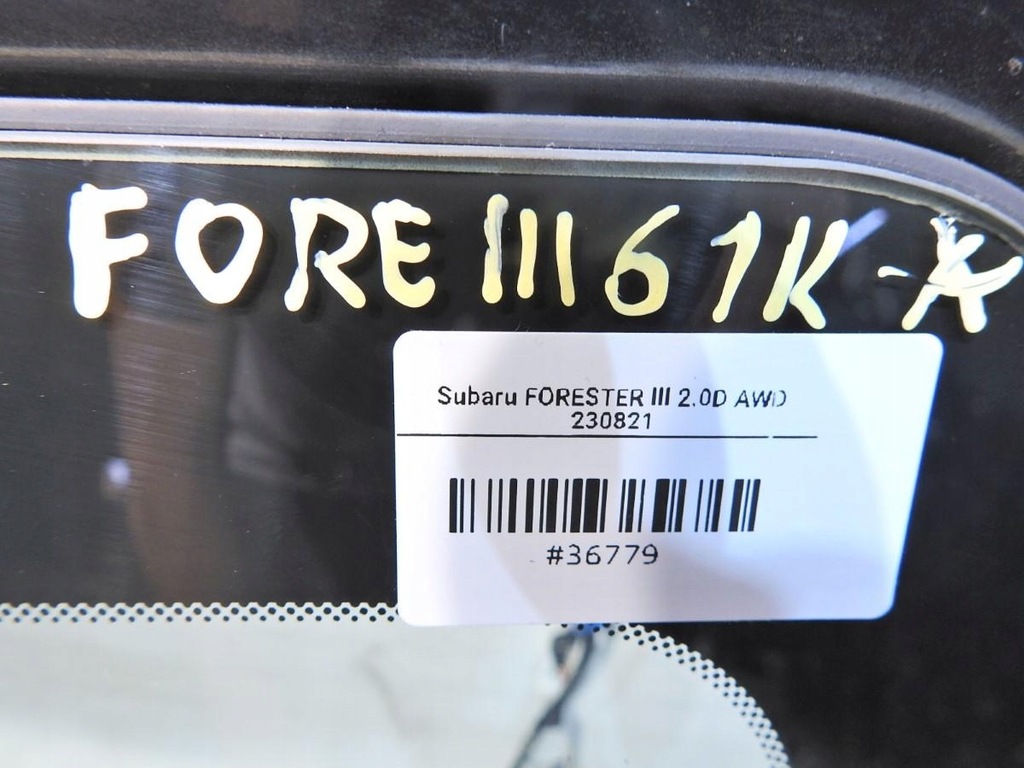 FORE III 61K
Subaru FORESTER III 2.0D AWD
230821
#36779